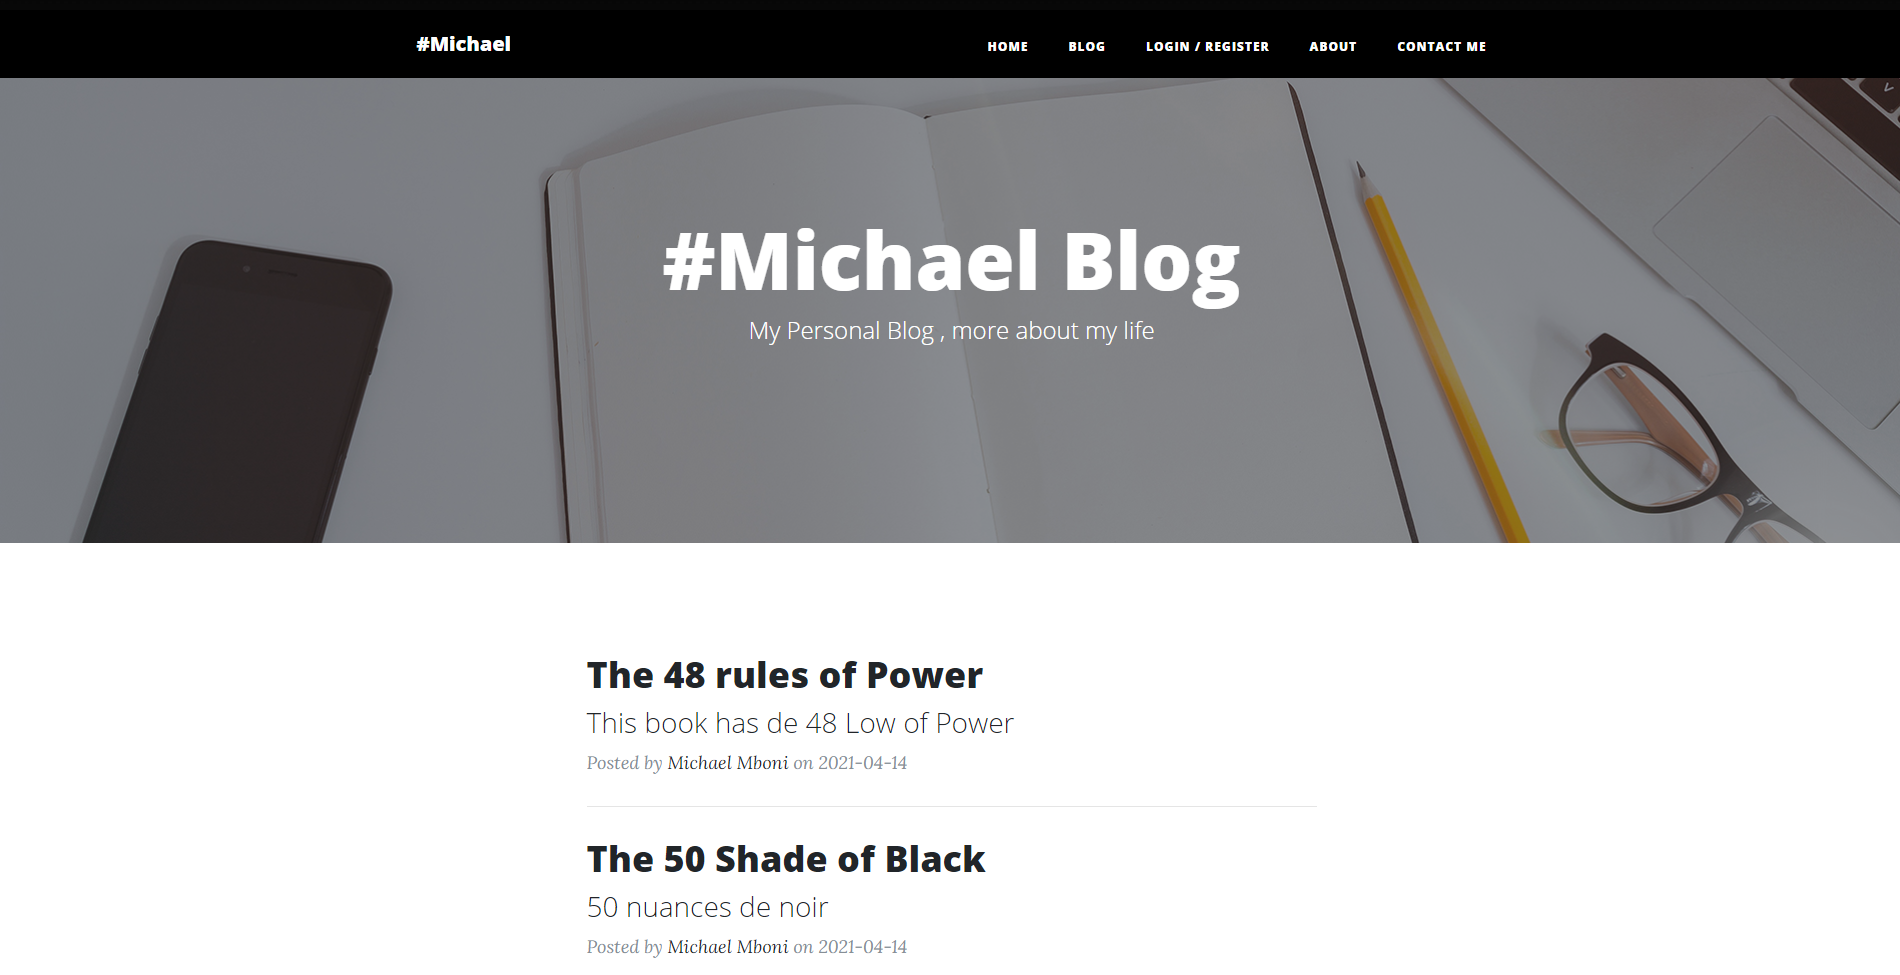 #Michael
HOME BLOG LOGIN / REGISTER ABOUT CONTACT ME
#Michael Blog
My Personal Blog , more about my life
The 48 rules of Power
This book has de 48 Low of Power
Posted by Michael Mboni on 2021-04-14
The 50 Shade of Black
50 nuances de noir
Posted by Michael Mboni on 2021-04-14